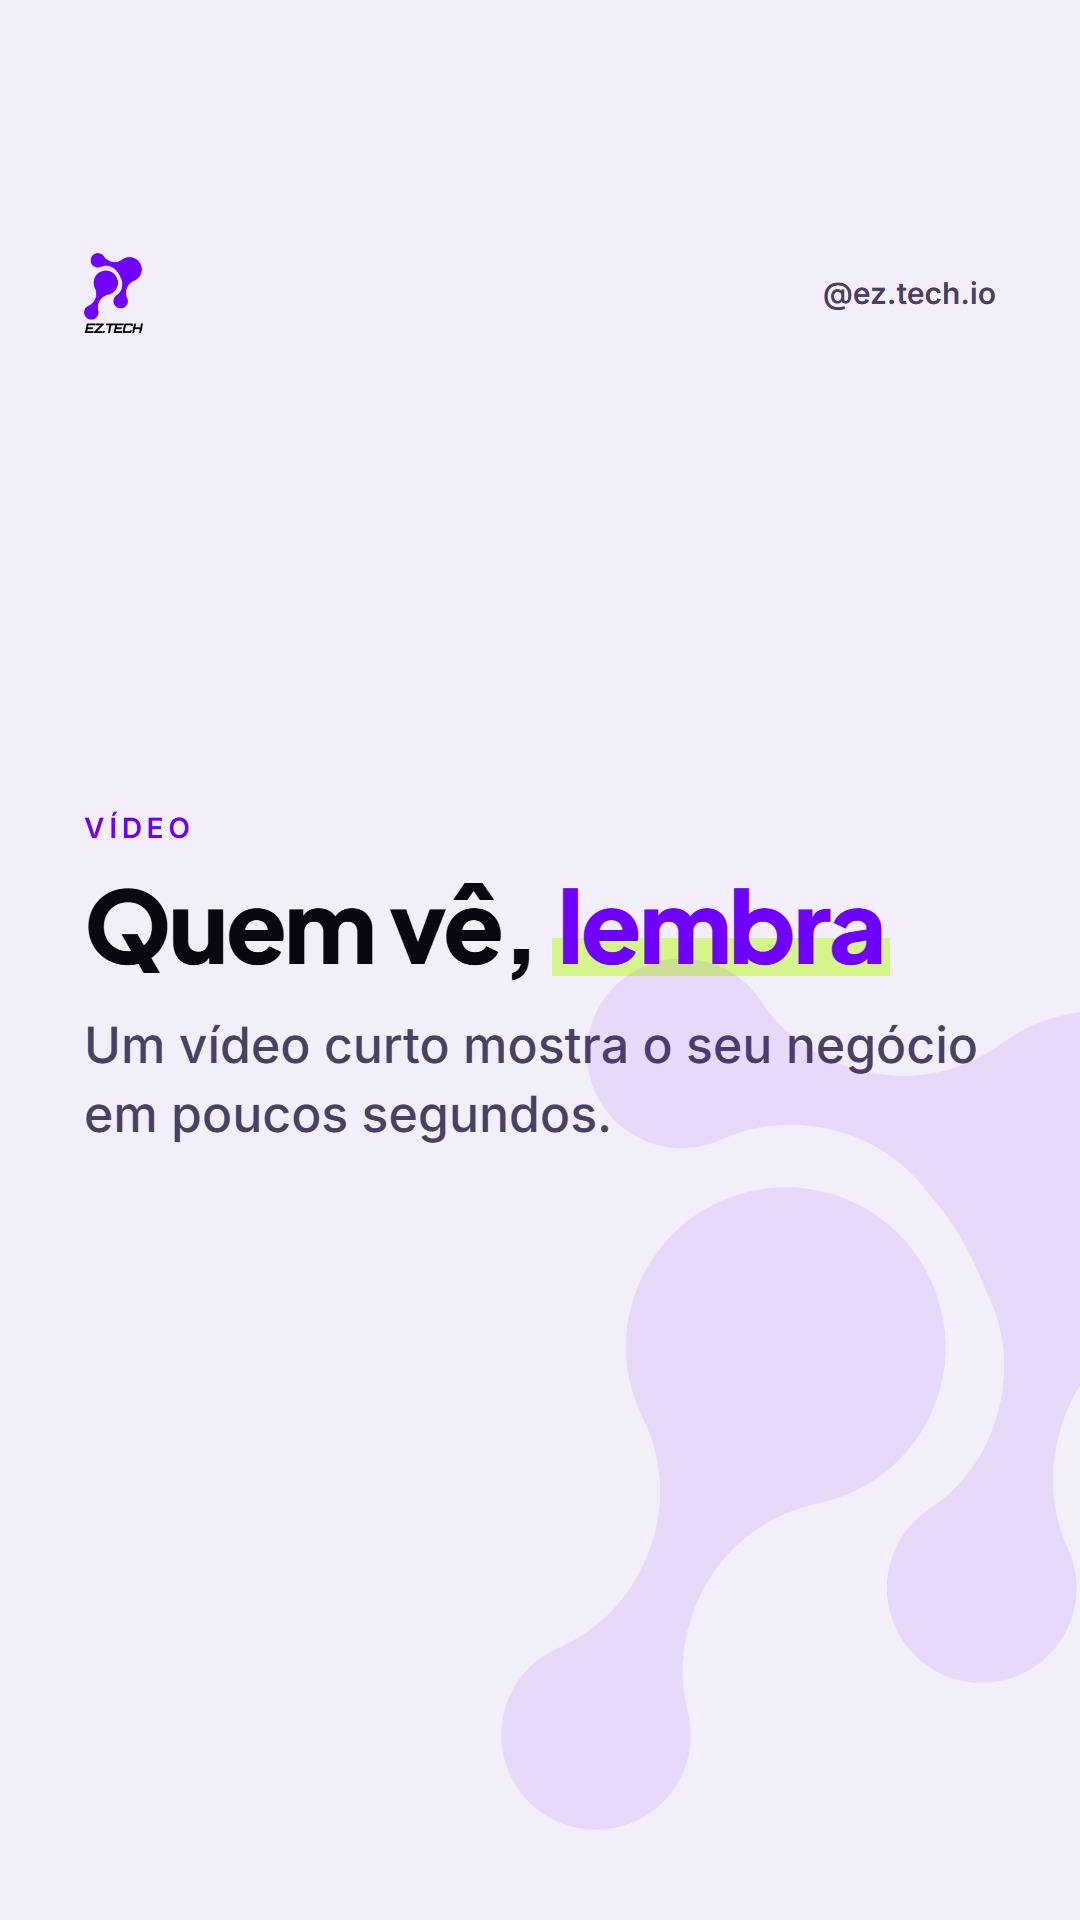 EZ.TECH
@ez.tech.io
VÍDEO
Quem vê, lembra
Um vídeo curto mostra o seu negócio
em poucos segundos.